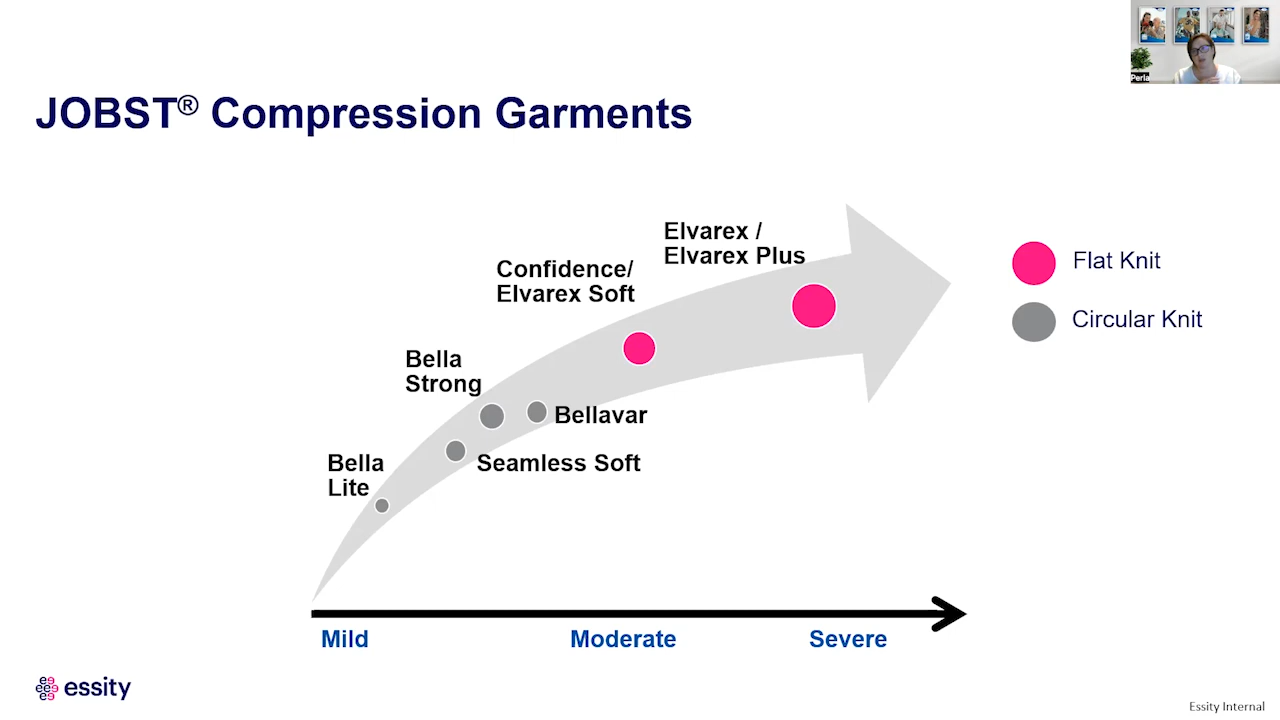 Perla
JOBST® Compression Garments
Elvarex /
Elvarex Plus
Confidence/
Elvarex Soft
Flat Knit
Circular Knit
Bella
Strong
Bellavar
Bella
Lite
Seamless Soft
Mild
Moderate
Severe
essity
Essity Internal